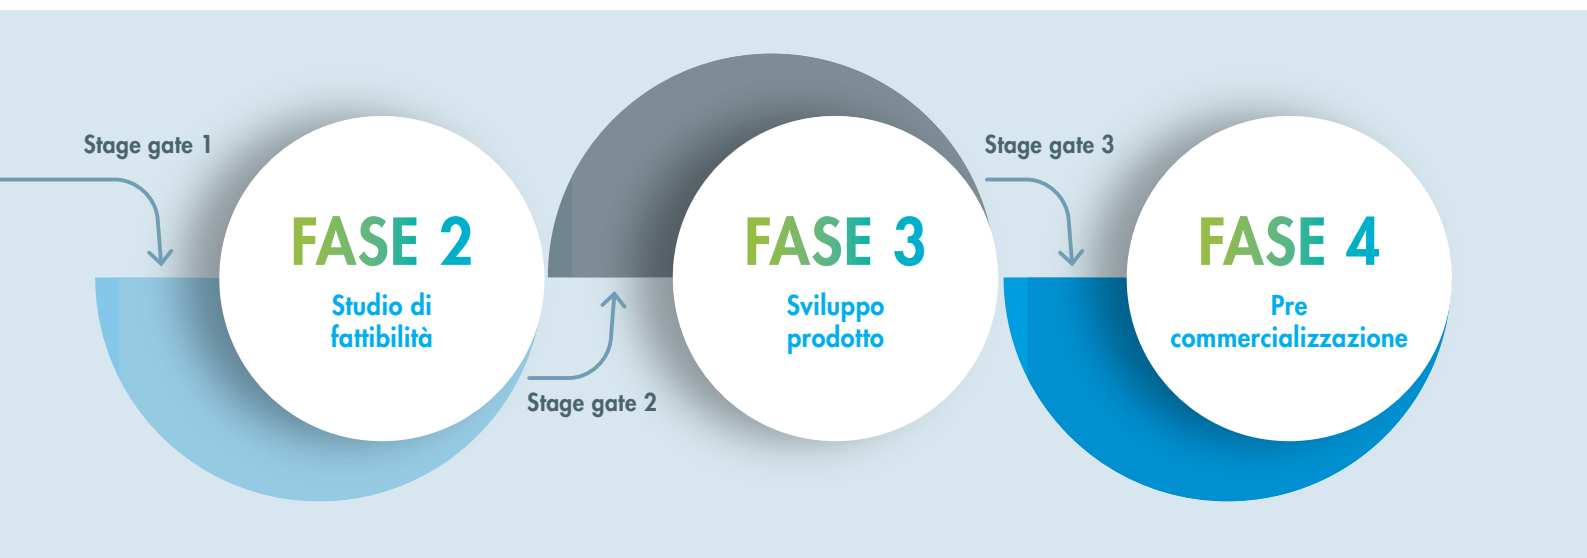 Stage gate 1
FASE 2
Studio di
fattibilità
Stage gate 2
FASE 3
Sviluppo
prodotto
Stage gate 3
FASE 4
Pre
commercializzazione